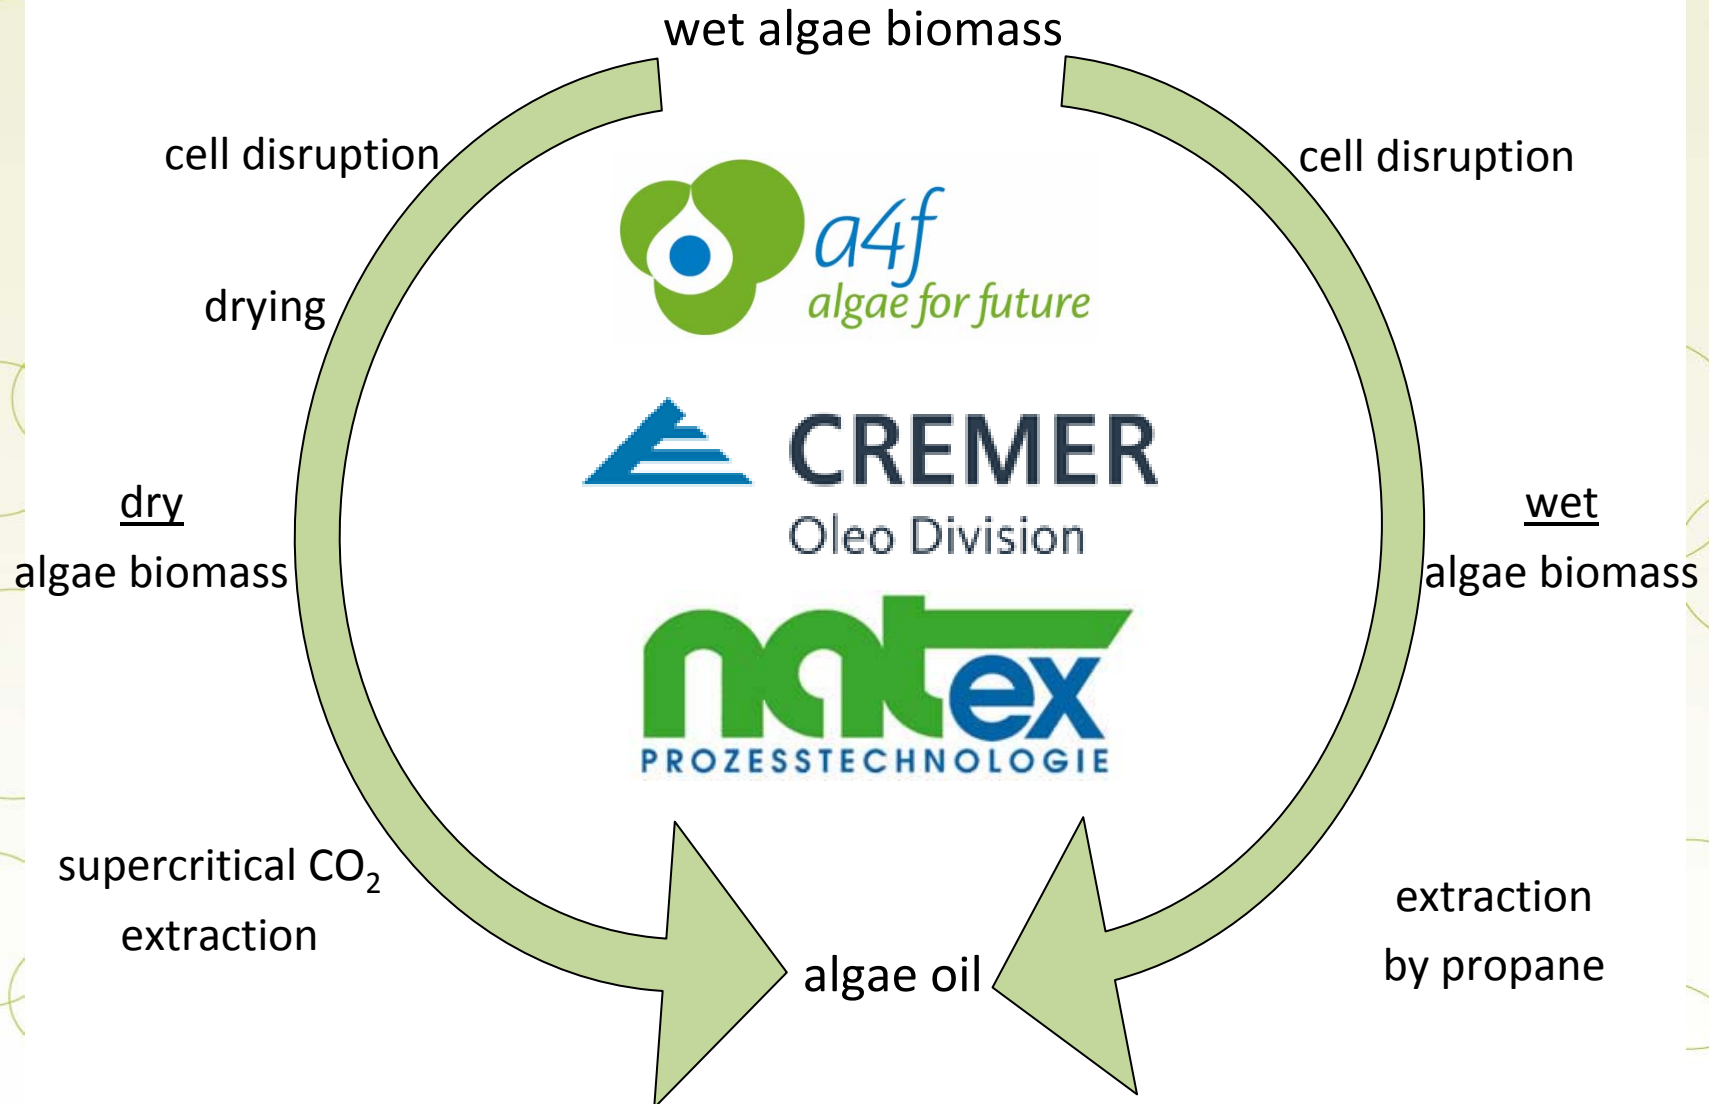 wet algae biomass
cell disruption
drying
dry
algae biomass
supercritical CO₂
extraction
a4f
algae for future
CREMER
Oleo Division
natex
PROZESSTECHNOLOGIE
cell disruption
wet
algae biomass
extraction
by propane
algae oil